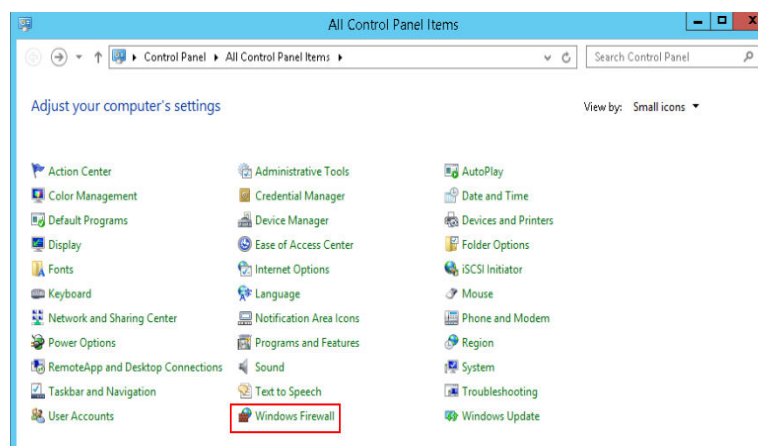 All Control Panel Items
Control Panel All Control Panel Items Search Control Panel
Adjust your computer's settings
View by: Small icons
Action Center Administrative Tools AutoPlay
Color Management Credential Manager Date and Time
Default Programs Device Manager Devices and Printers
Display Ease of Access Center Folder Options
Fonts Internet Options iSCSI Initiator
Keyboard Language Mouse
Network and Sharing Center Notification Area Icons Phone and Modem
Power Options Programs and Features Region
RemoteApp and Desktop Connections Sound System
Taskbar and Navigation Text to Speech Troubleshooting
User Accounts Windows Firewall Windows Update